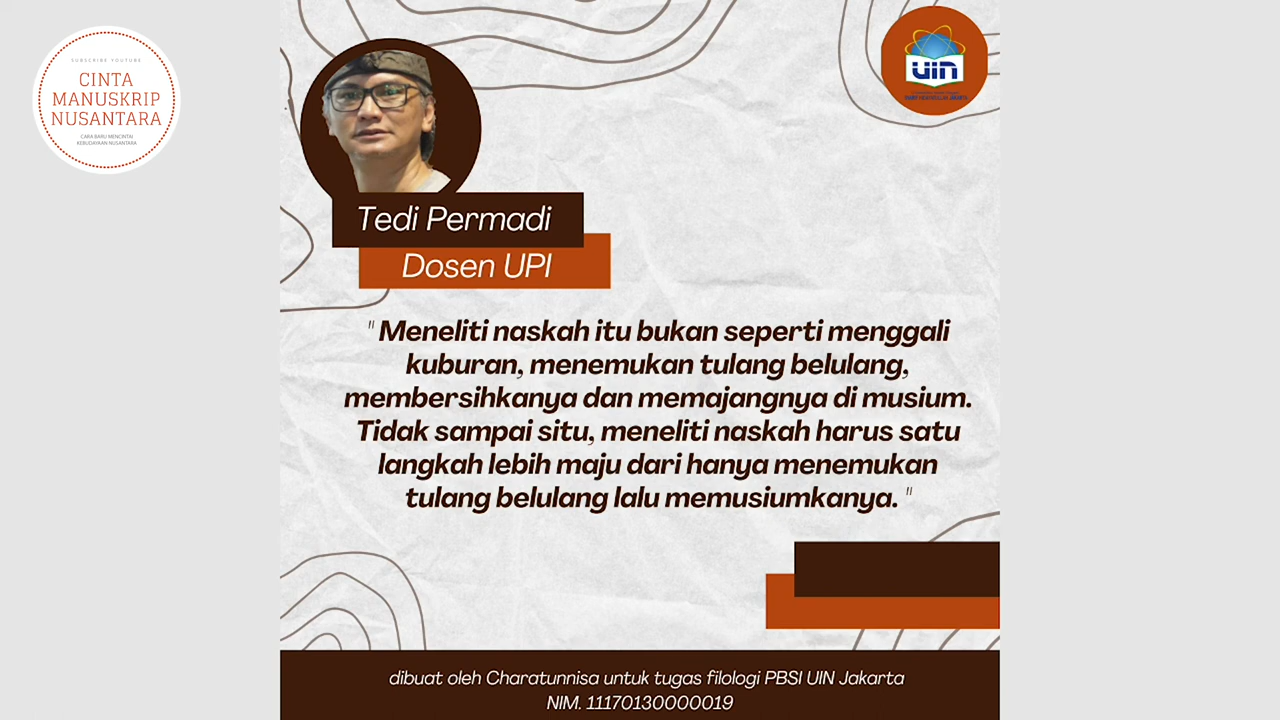 SUBSCRIBE YOUTUBE
CINTA
MANUSKRIP
NUSANTARA
CARA BARU MENCINTAI
KEBUDAYAAN NUSANTARA
uin
Tedi Permadi
Dosen UPI
" Meneliti naskah itu bukan seperti menggali
kuburan, menemukan tulang belulang,
membersihkanya dan memajangnya di musium.
Tidak sampai situ, meneliti naskah harus satu
langkah lebih maju dari hanya menemukan
tulang belulang lalu memusiumkanya. "
dibuat oleh Charatunnisa untuk tugas filologi PBSI UIN Jakarta
NIM. 11170130000019